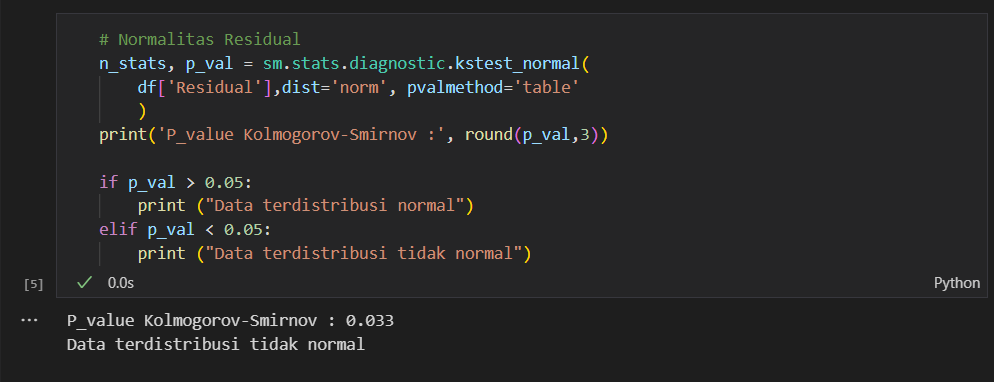 # Normalitas Residual
n_stats, p_val = sm.stats.diagnostic.kstest_normal(
    df['Residual'],dist='norm', pvalmethod='table'
    )
print('P_value Kolmogorov-Smirnov :', round(p_val,3))
if p_val > 0.05:
    print ("Data terdistribusi normal")
elif p_val < 0.05:
    print ("Data terdistribusi tidak normal")
[5] ✓ 0.0s Python
... P_value Kolmogorov-Smirnov : 0.033
Data terdistribusi tidak normal